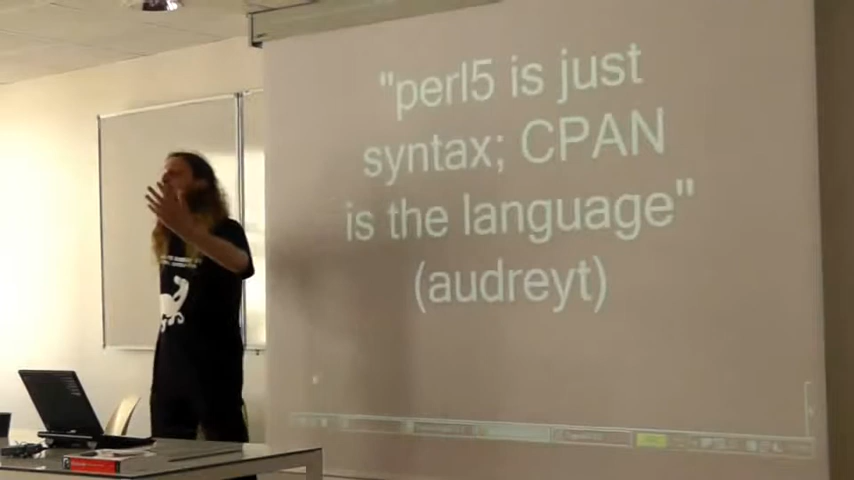 "perl5 is just
syntax; CPAN
is the language"
(audreyt)